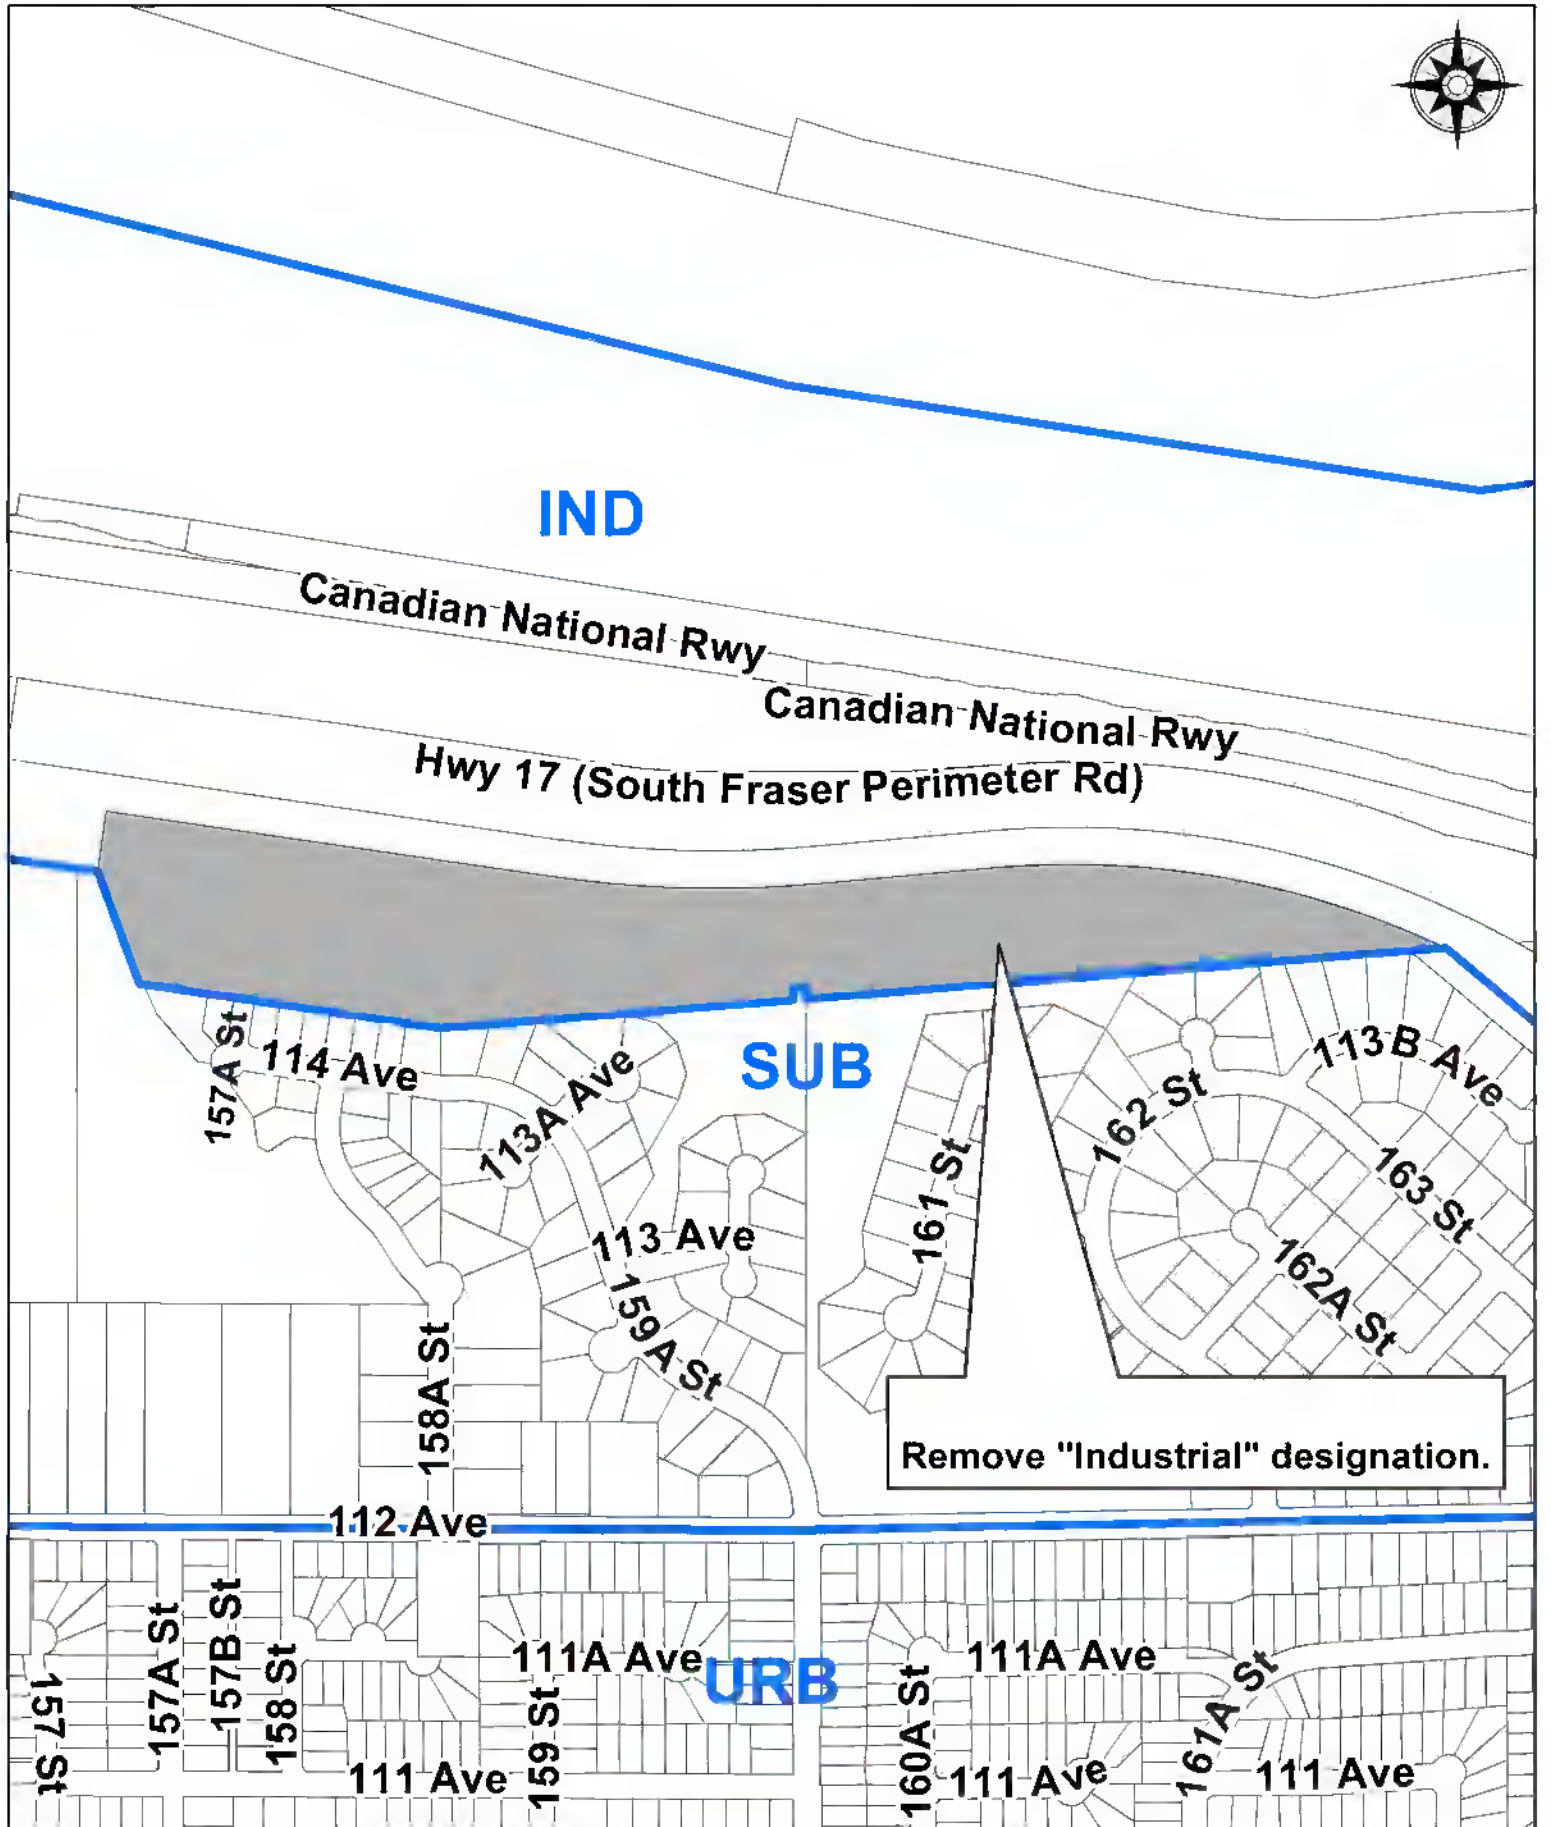 IND
Canadian National Rwy
Canadian National Rwy
Hwy 17 (South Fraser Perimeter Rd)
SUB
157A St
114 Ave
113A Ave
113B Ave
162 St
161 St
163 St
113 Ave
162A St
159A St
158A St
Remove "Industrial" designation.
112 Ave
157A St
157B St
158 St
157 St
111A Ave
URB
111A Ave
159 St
160A St
161A St
111 Ave
111 Ave
111 Ave